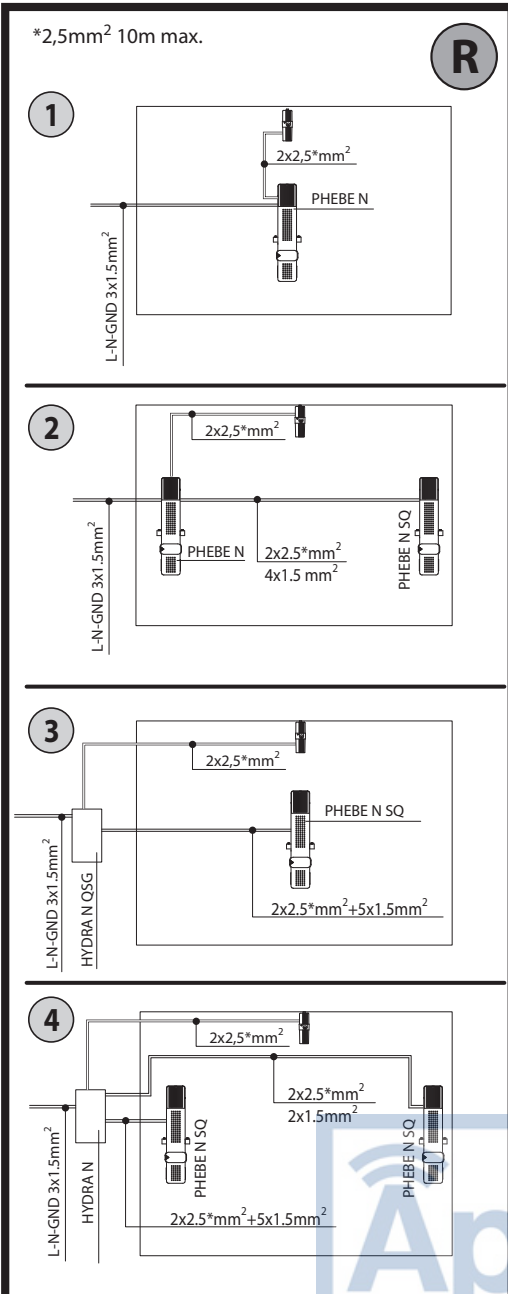 *2,5mm² 10m max.
R
1
2x2,5*mm²
PHEBE N
L-N-GND 3x1.5mm²
2
2x2,5*mm²
L-N-GND 3x1.5mm²
PHEBE N
2x2.5*mm²
4x1.5 mm²
PHEBE N SQ
3
2x2,5*mm²
PHEBE N SQ
L-N-GND 3x1.5mm²
HYDRA N QSG
2x2.5*mm²+5x1.5mm²
4
2x2,5*mm²
2x2.5*mm²
2x1.5mm²
L-N-GND 3x1.5mm²
HYDRA N
PHEBE N SQ
PHEBE N SQ
2x2.5*mm²+5x1.5mm²
Ap